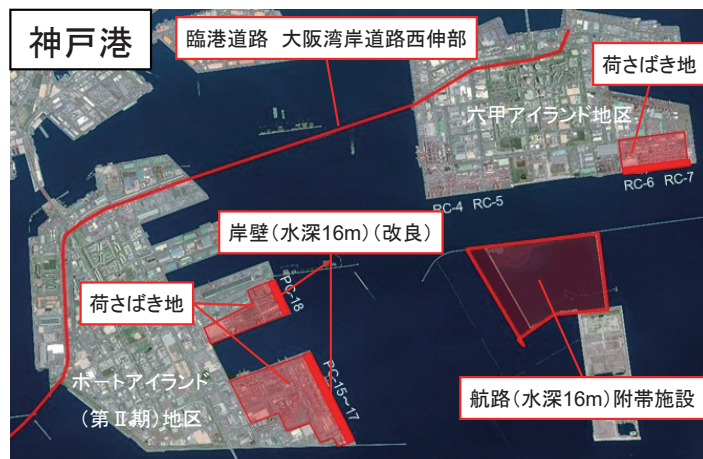 神戸港
臨港道路 大阪湾岸道路西伸部
荷さばき地
六甲アイランド地区
RC-4 RC-5
RC-6 RC-7
岸壁(水深16m)(改良)
PC-18
荷さばき地
PC-15~17
ポートアイランド
(第Ⅱ期)地区
航路(水深16m)附帯施設